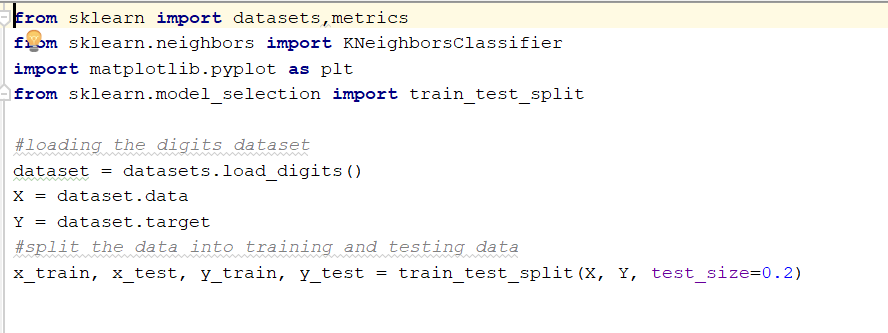 from sklearn import datasets,metrics
from sklearn.neighbors import KNeighborsClassifier
import matplotlib.pyplot as plt
from sklearn.model_selection import train_test_split
#loading the digits dataset
dataset = datasets.load_digits()
X = dataset.data
Y = dataset.target
#split the data into training and testing data
x_train, x_test, y_train, y_test = train_test_split(X, Y, test_size=0.2)